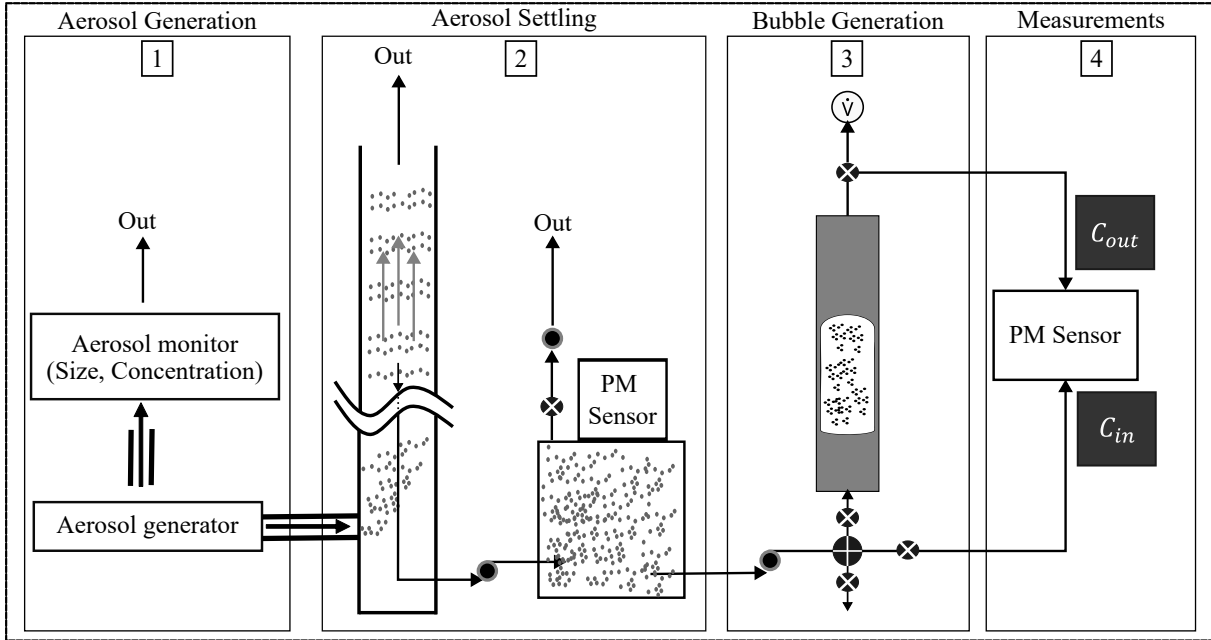 Aerosol Generation
1
Out
Aerosol monitor
(Size, Concentration)
Aerosol generator
Aerosol Settling
2
Out
Out
PM
Sensor
Bubble Generation
3
V̇
Measurements
4
C_out
PM Sensor
C_in